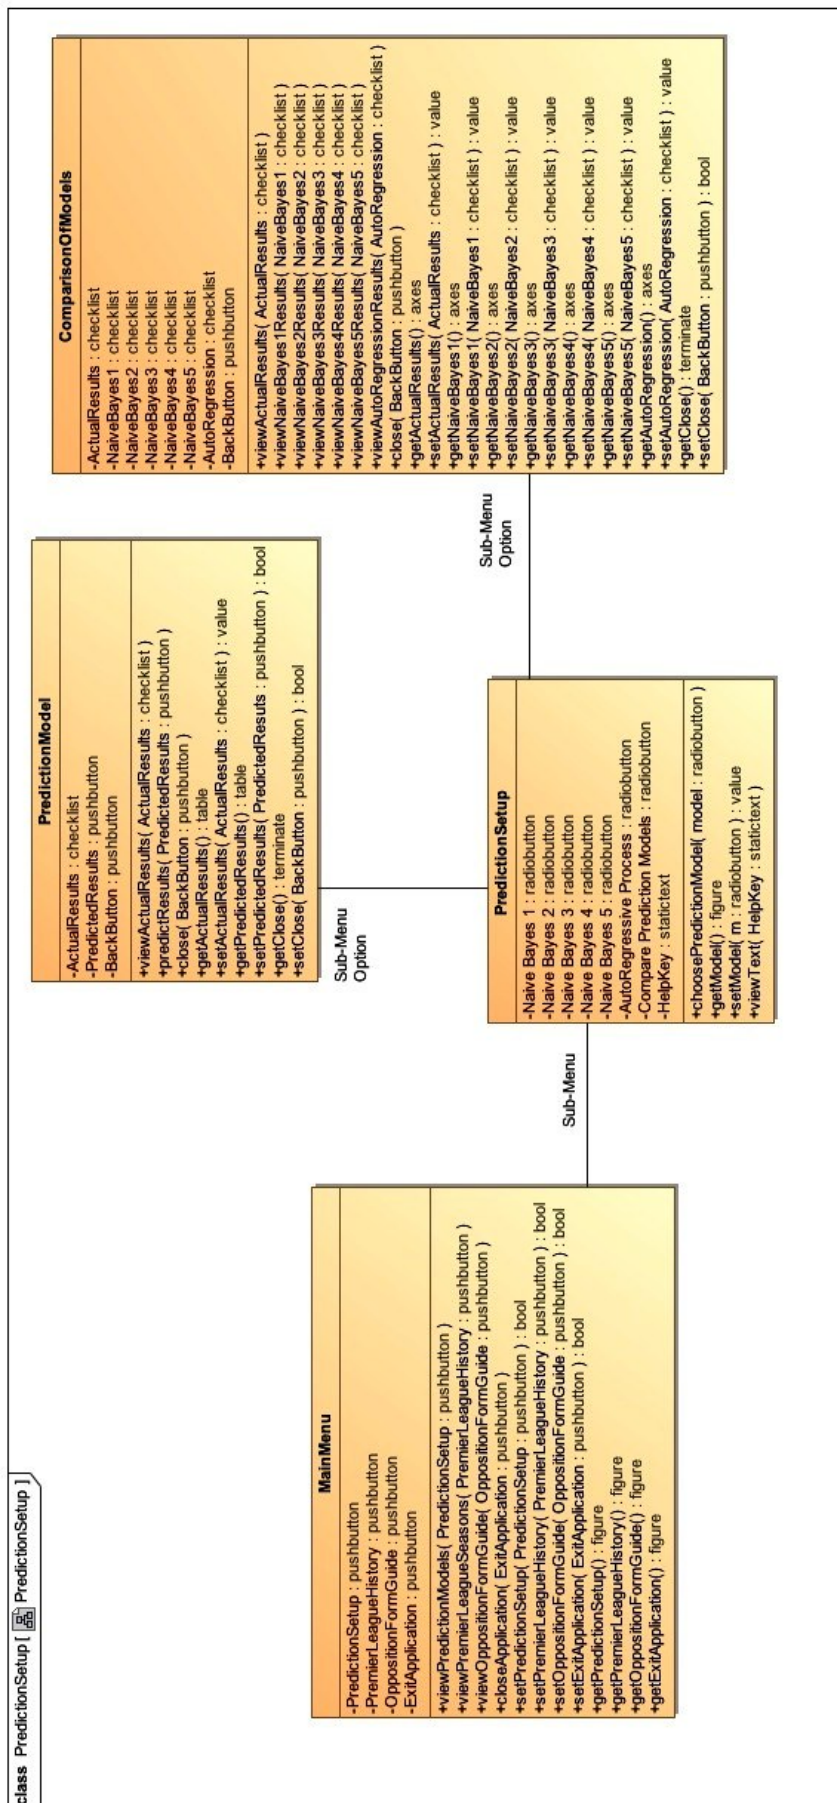 class PredictionSetup [ PredictionSetup ]
MainMenu
-PredictionSetup : pushbutton
-PremierLeagueHistory : pushbutton
-OppositionFormGuide : pushbutton
-ExitApplication : pushbutton
+viewPredictionModels( PredictionSetup : pushbutton )
+viewPremierLeagueSeasons( PremierLeagueHistory : pushbutton )
+viewOppositionFormGuide( OppositionFormGuide : pushbutton )
+closeApplication( ExitApplication : pushbutton )
+setPredictionSetup( PredictionSetup : pushbutton ) : bool
+setPremierLeagueHistory( PremierLeagueHistory : pushbutton ) : bool
+setOppositionFormGuide( OppositionFormGuide : pushbutton ) : bool
+setExitApplication( ExitApplication : pushbutton ) : bool
+getPredictionSetup() : figure
+getPremierLeagueHistory() : figure
+getOppositionFormGuide() : figure
+getExitApplication() : figure
Sub-Menu
PredictionModel
-ActualResults : checklist
-PredictedResults : pushbutton
-BackButton : pushbutton
+viewActualResults( ActualResults : checklist )
+predictResults( PredictedResults : pushbutton )
+close( BackButton : pushbutton )
+getActualResults() : table
+setActualResults( ActualResults : checklist ) : value
+getPredictedResults() : table
+setPredictedResults( PredictedResuts : pushbutton ) : bool
+getClose() : terminate
+setClose( BackButton : pushbutton ) : bool
Sub-Menu
Option
PredictionSetup
-Naive Bayes 1 : radiobutton
-Naive Bayes 2 : radiobutton
-Naive Bayes 3 : radiobutton
-Naive Bayes 4 : radiobutton
-Naive Bayes 5 : radiobutton
-AutoRegressive Process : radiobutton
-Compare Prediction Models : radiobutton
-HelpKey : statictext
+choosePredictionModel( model : radiobutton )
+getModel() : figure
+setModel( m : radiobutton ) : value
+viewText( HelpKey : statictext )
Sub-Menu
Option
ComparisonOfModels
-ActualResults : checklist
-NaiveBayes1 : checklist
-NaiveBayes2 : checklist
-NaiveBayes3 : checklist
-NaiveBayes4 : checklist
-NaiveBayes5 : checklist
-AutoRegression : checklist
-BackButton : pushbutton
+viewActualResults( ActualResults : checklist )
+viewNaiveBayes1Results( NaiveBayes1 : checklist )
+viewNaiveBayes2Results( NaiveBayes2 : checklist )
+viewNaiveBayes3Results( NaiveBayes3 : checklist )
+viewNaiveBayes4Results( NaiveBayes4 : checklist )
+viewNaiveBayes5Results( NaiveBayes5 : checklist )
+viewAutoRegressionResults( AutoRegression : checklist )
+close( BackButton : pushbutton )
+getActualResults() : axes
+setActualResults( ActualResults : checklist ) : value
+getNaiveBayes1() : axes
+setNaiveBayes1( NaiveBayes1 : checklist ) : value
+getNaiveBayes2() : axes
+setNaiveBayes2( NaiveBayes2 : checklist ) : value
+getNaiveBayes3() : axes
+setNaiveBayes3( NaiveBayes3 : checklist ) : value
+getNaiveBayes4() : axes
+setNaiveBayes4( NaiveBayes4 : checklist ) : value
+getNaiveBayes5() : axes
+setNaiveBayes5( NaiveBayes5 : checklist ) : value
+getAutoRegression() : axes
+setAutoRegression( AutoRegression : checklist ) : value
+getClose() : terminate
+setClose( BackButton : pushbutton ) : bool